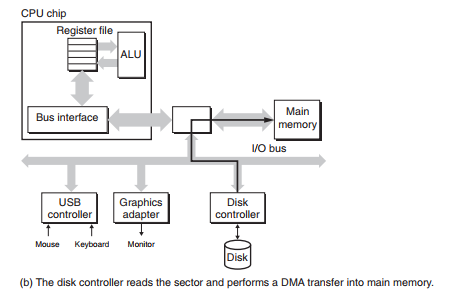 CPU chip
Register file
ALU
Bus interface
Main
memory
I/O bus
USB
controller
Graphics
adapter
Disk
controller
Mouse
Keyboard
Monitor
Disk
(b) The disk controller reads the sector and performs a DMA transfer into main memory.